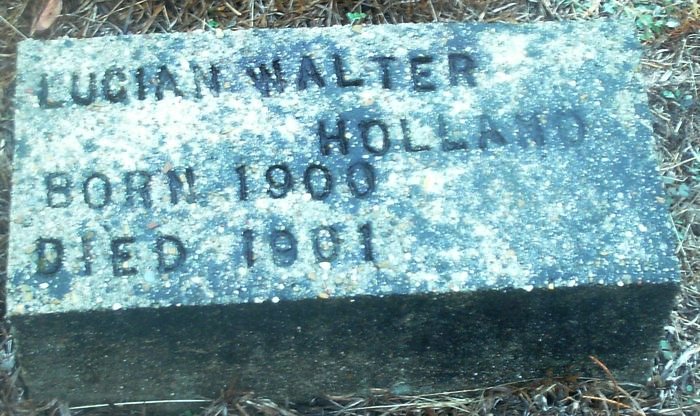 LUCIAN WALTER
HOLLAND
BORN 1900
DIED 1901